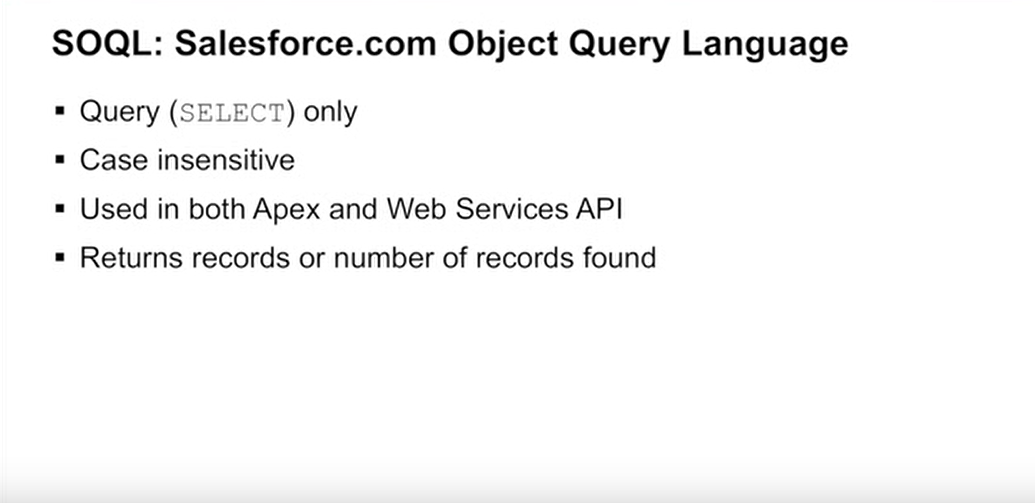 SOQL: Salesforce.com Object Query Language
▪ Query (SELECT) only
▪ Case insensitive
▪ Used in both Apex and Web Services API
▪ Returns records or number of records found